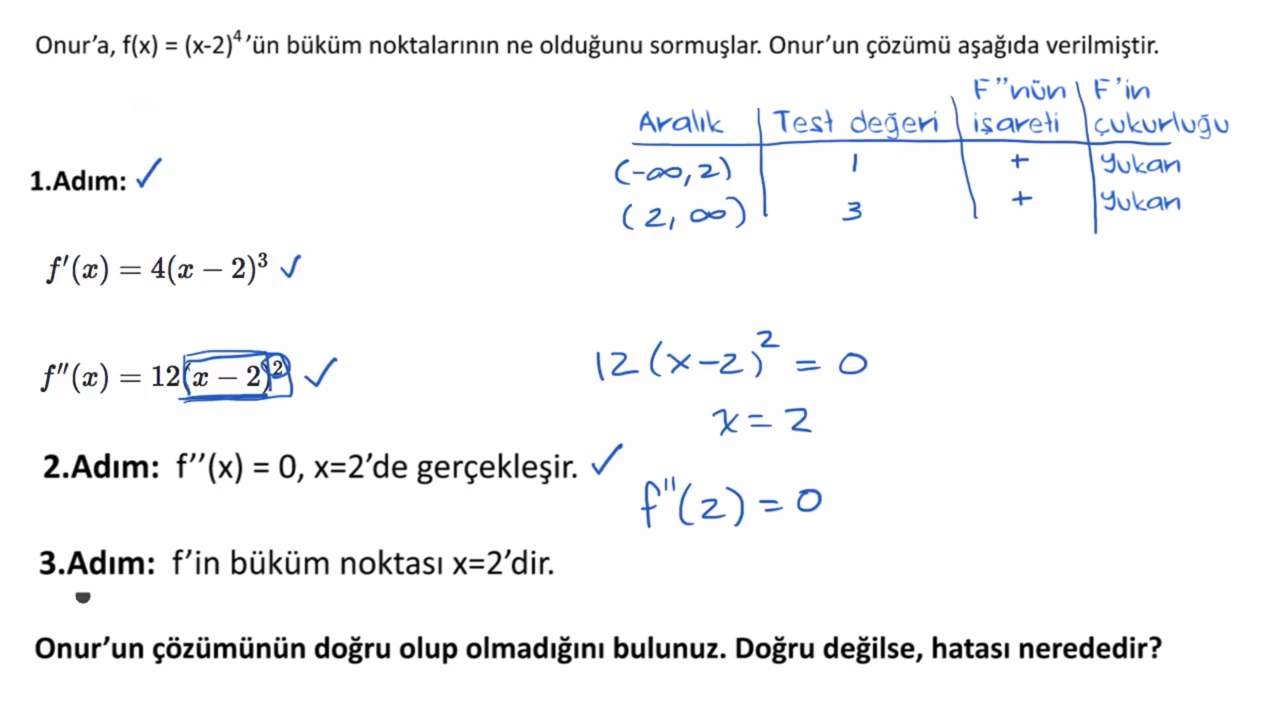 Onur’a, f(x) = (x-2)⁴’ün büküm noktalarının ne olduğunu sormuşlar. Onur’un çözümü aşağıda verilmiştir.
Aralık | Test değeri | F''nün işareti | F'in çukurluğu
(-∞, 2) | 1 | + | Yukarı
(2, ∞) | 3 | + | Yukarı
1.Adım: ✓
f′(x) = 4(x − 2)³ ✓
f″(x) = 12(x − 2)² ✓
12(x-2)² = 0
x = 2
2.Adım: f’’(x) = 0, x=2’de gerçekleşir. ✓
f''(2) = 0
3.Adım: f’in büküm noktası x=2’dir.
Onur’un çözümünün doğru olup olmadığını bulunuz. Doğru değilse, hatası nerededir?